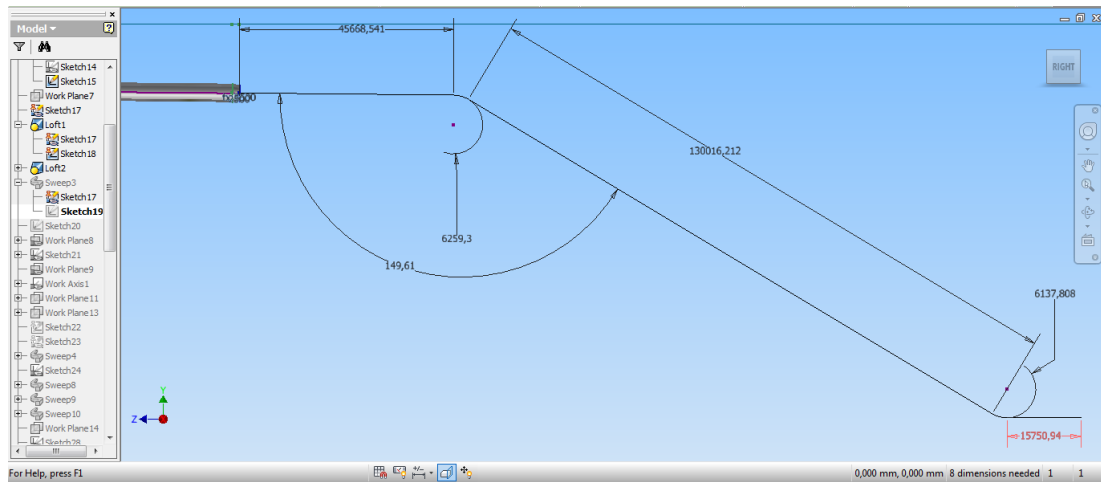 Model
Sketch14
Sketch15
Work Plane7
Sketch17
Loft1
Sketch17
Sketch18
Loft2
Sweep3
Sketch17
Sketch19
Sketch20
Work Plane8
Sketch21
Work Plane9
Work Axis1
Work Plane11
Work Plane13
Sketch22
Sketch23
Sweep4
Sketch24
Sweep8
Sweep9
Sweep10
Work Plane14
Sketch28
45668,541
130016,212
6259,3
149,61
6137,808
15750,94
RIGHT
Y
Z
For Help, press F1
0,000 mm, 0,000 mm 8 dimensions needed 1 1